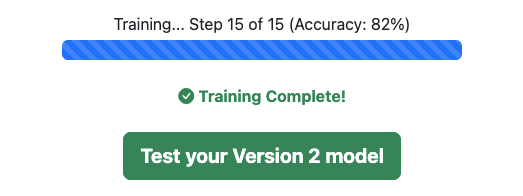 Training... Step 15 of 15 (Accuracy: 82%)
Training Complete!
Test your Version 2 model